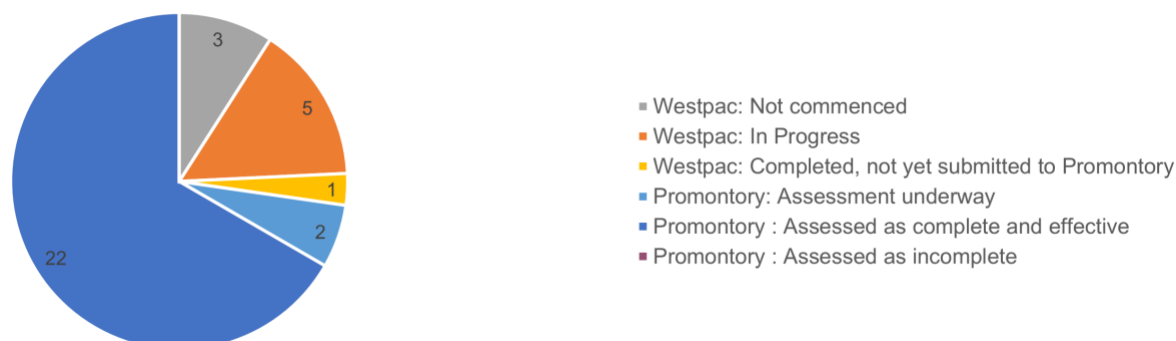 3
5
1
2
22
Westpac: Not commenced
Westpac: In Progress
Westpac: Completed, not yet submitted to Promontory
Promontory: Assessment underway
Promontory : Assessed as complete and effective
Promontory : Assessed as incomplete